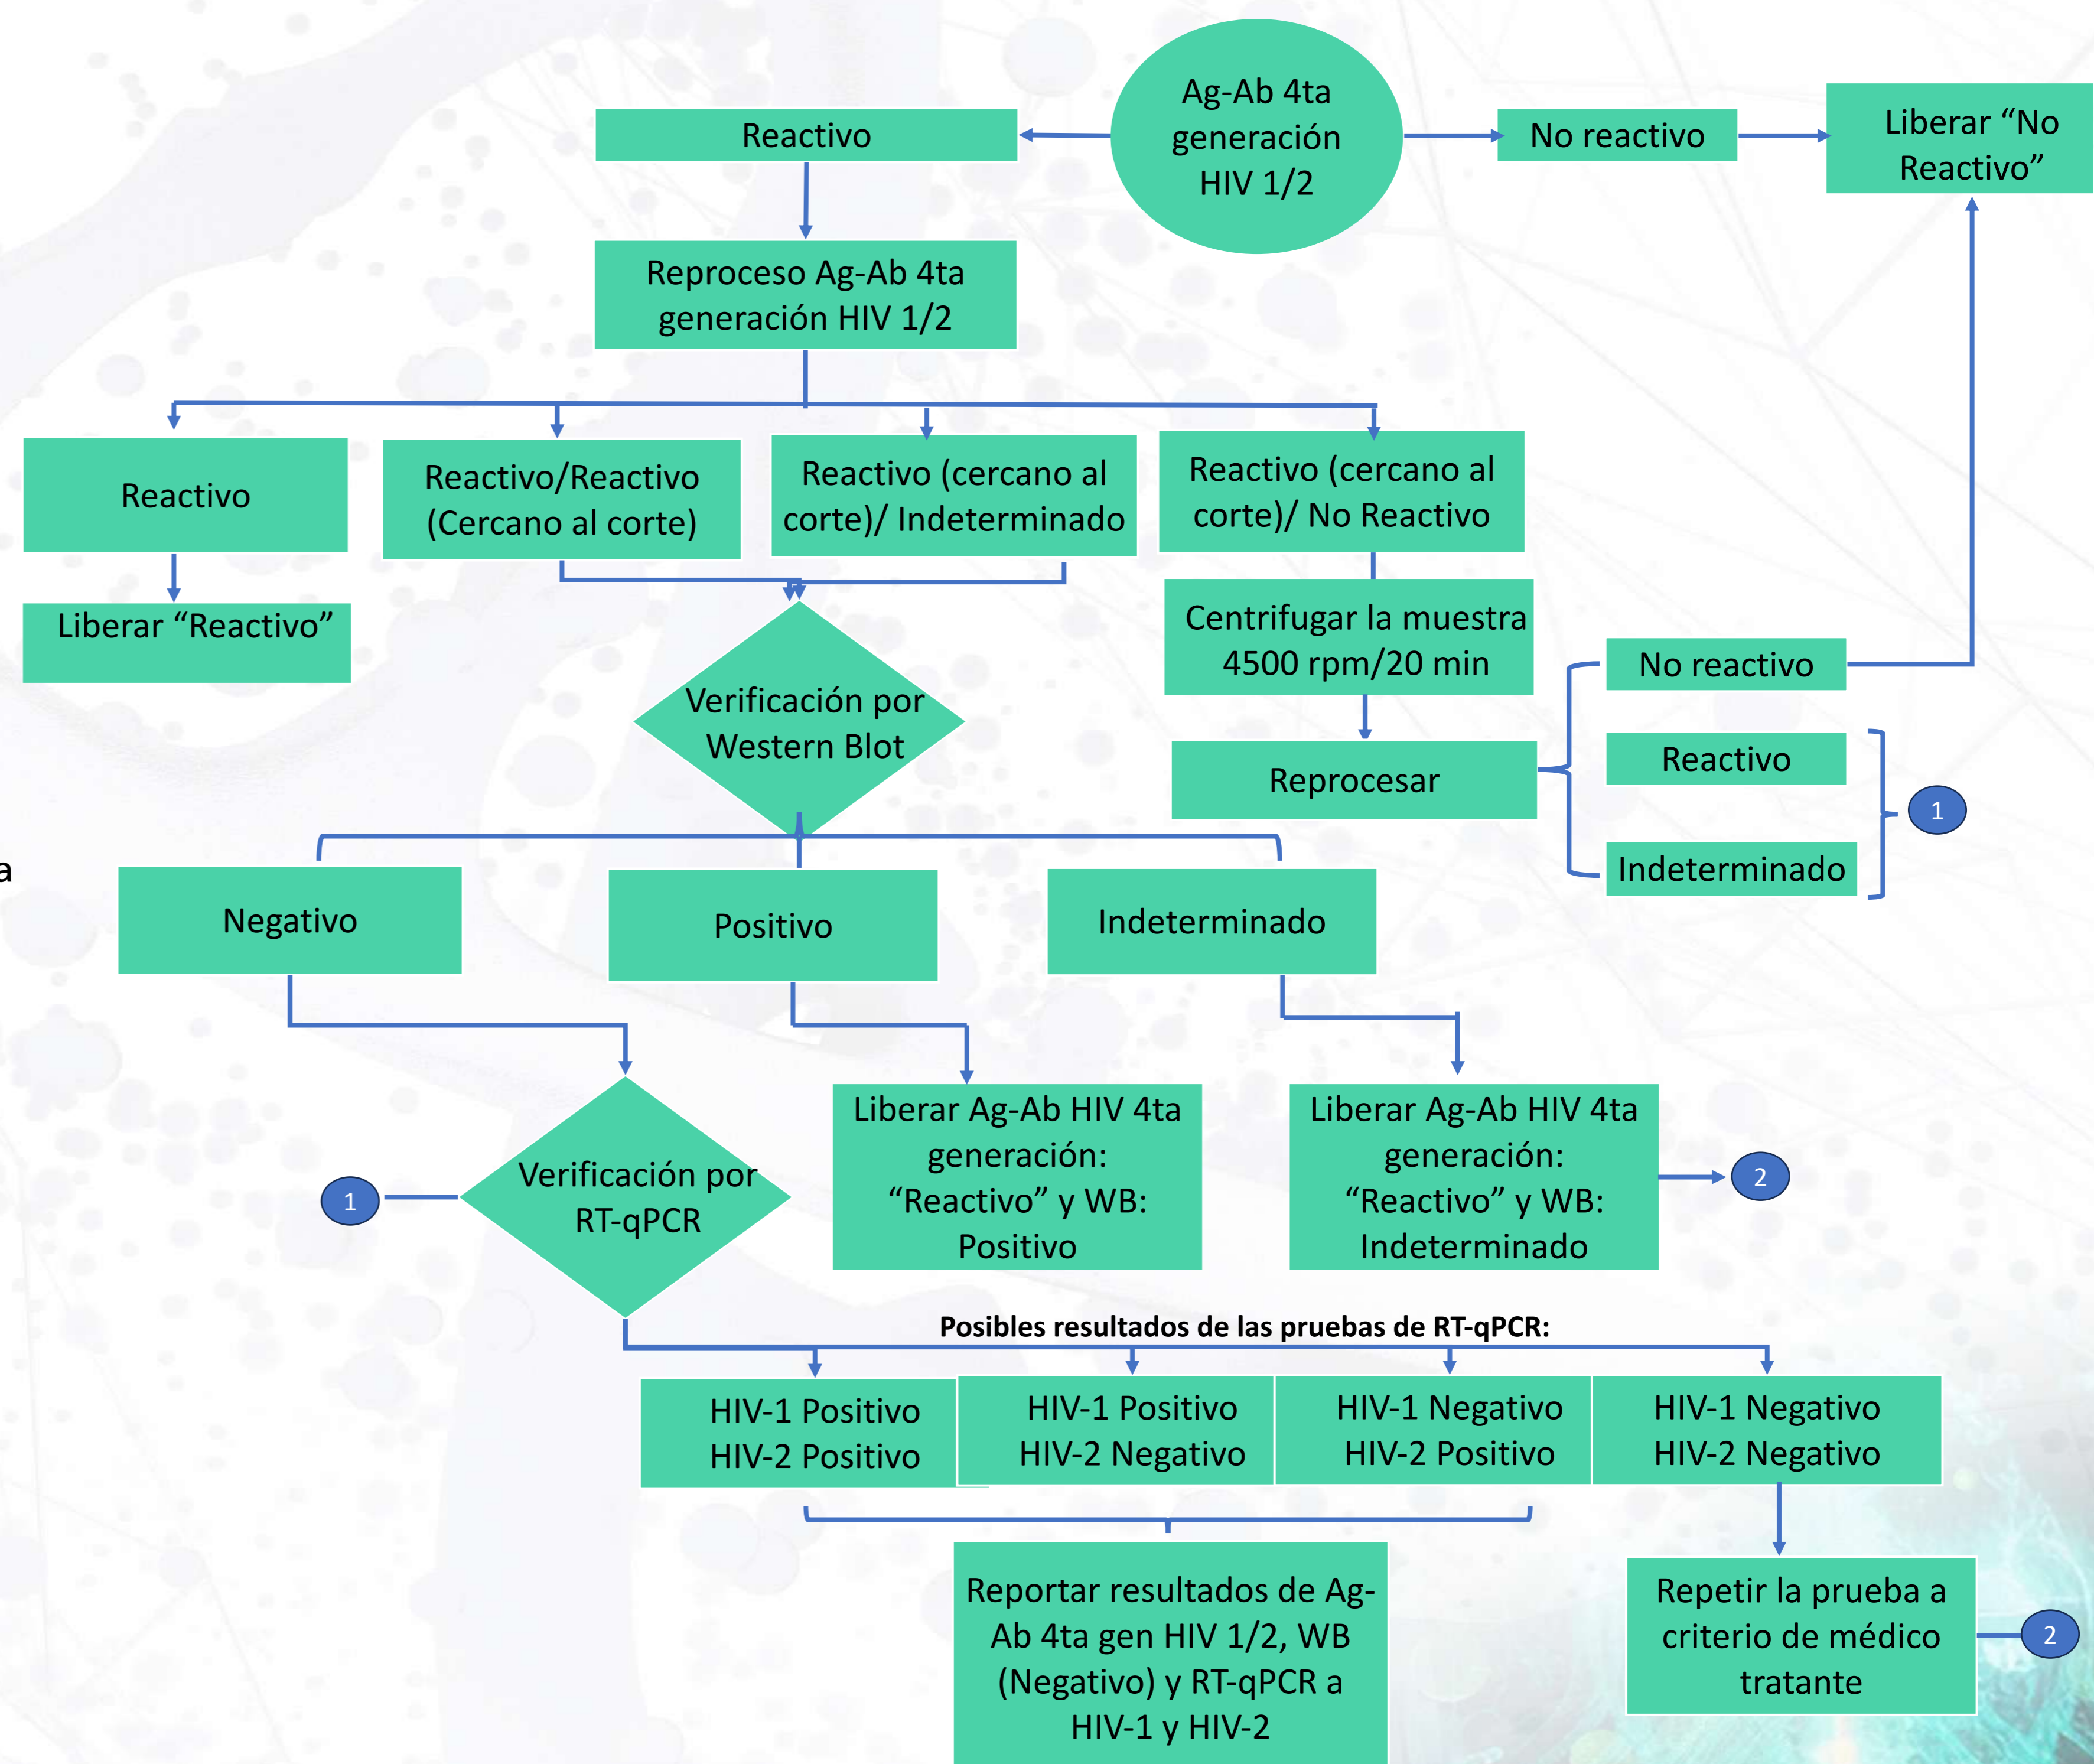 Ag-Ab 4ta
generación
HIV 1/2
Reactivo
No reactivo
Liberar “No
Reactivo”
Reproceso Ag-Ab 4ta
generación HIV 1/2
Reactivo
Reactivo/Reactivo
(Cercano al corte)
Reactivo (cercano al
corte)/ Indeterminado
Reactivo (cercano al
corte)/ No Reactivo
Liberar “Reactivo”
Centrifugar la muestra
4500 rpm/20 min
Verificación por
Western Blot
Reprocesar
No reactivo
Reactivo
Indeterminado
1
a
Negativo
Positivo
Indeterminado
1
Verificación por
RT-qPCR
Liberar Ag-Ab HIV 4ta
generación:
“Reactivo” y WB:
Positivo
Liberar Ag-Ab HIV 4ta
generación:
“Reactivo” y WB:
Indeterminado
2
Posibles resultados de las pruebas de RT-qPCR:
HIV-1 Positivo
HIV-2 Positivo
HIV-1 Positivo
HIV-2 Negativo
HIV-1 Negativo
HIV-2 Positivo
HIV-1 Negativo
HIV-2 Negativo
Reportar resultados de Ag-
Ab 4ta gen HIV 1/2, WB
(Negativo) y RT-qPCR a
HIV-1 y HIV-2
Repetir la prueba a
criterio de médico
tratante
2